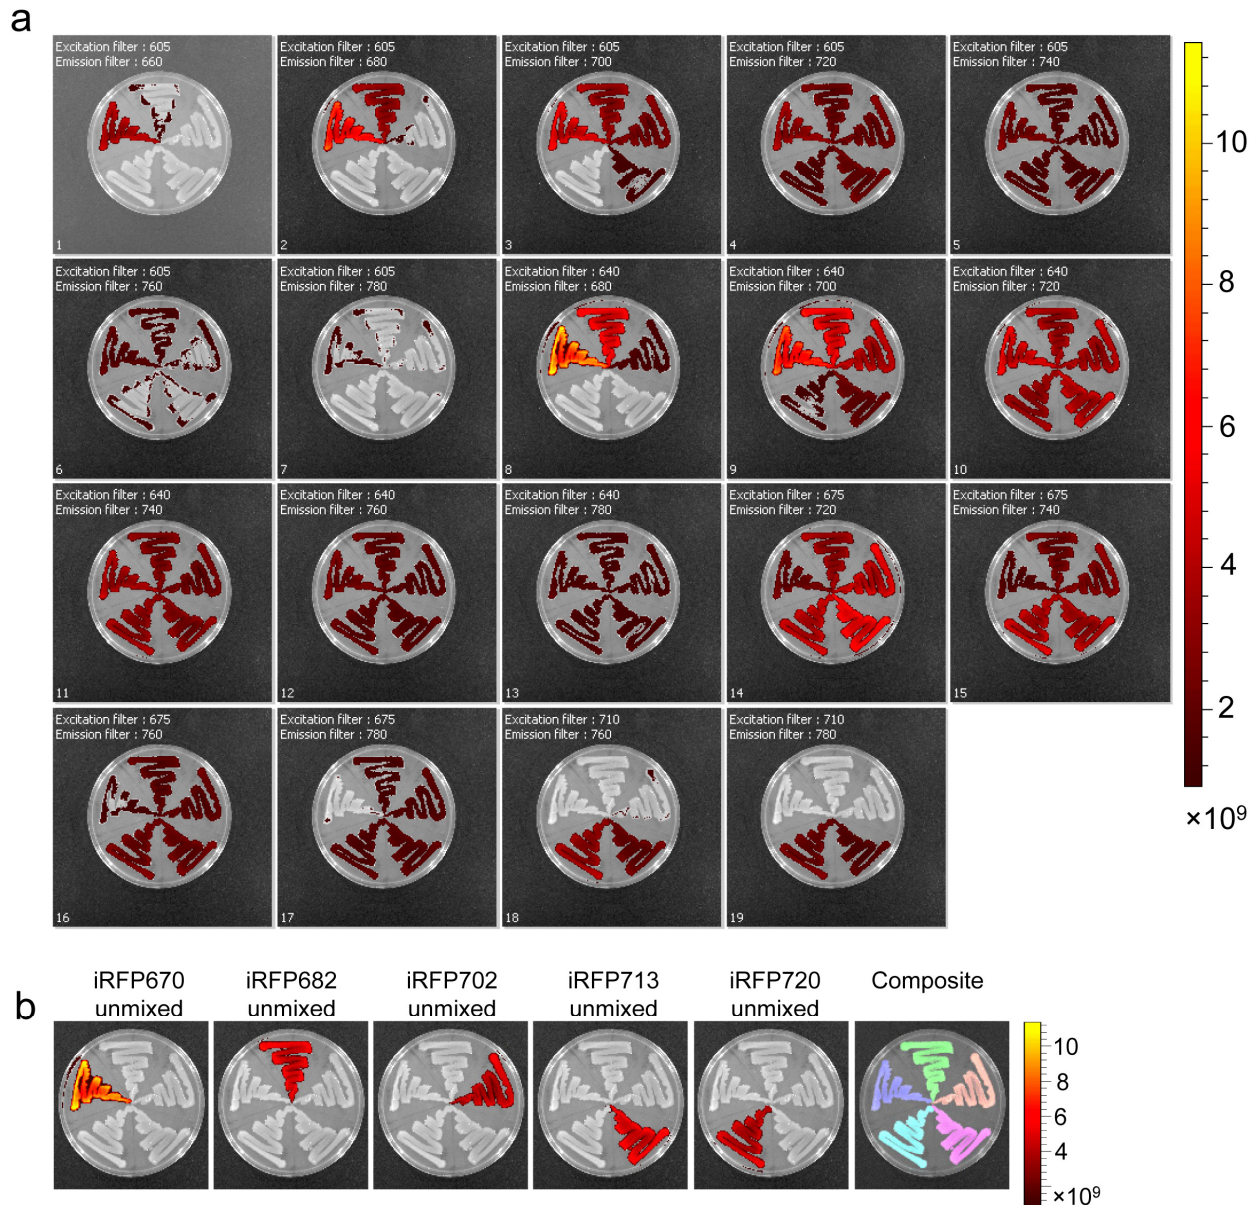 a
Excitation filter : 605
Emission filter : 660
1
Excitation filter : 605
Emission filter : 680
2
Excitation filter : 605
Emission filter : 700
3
Excitation filter : 605
Emission filter : 720
4
Excitation filter : 605
Emission filter : 740
5
Excitation filter : 605
Emission filter : 760
6
Excitation filter : 605
Emission filter : 780
7
Excitation filter : 640
Emission filter : 680
8
Excitation filter : 640
Emission filter : 700
9
Excitation filter : 640
Emission filter : 720
10
Excitation filter : 640
Emission filter : 740
11
Excitation filter : 640
Emission filter : 760
12
Excitation filter : 640
Emission filter : 780
13
Excitation filter : 675
Emission filter : 720
14
Excitation filter : 675
Emission filter : 740
15
Excitation filter : 675
Emission filter : 760
16
Excitation filter : 675
Emission filter : 780
17
Excitation filter : 710
Emission filter : 760
18
Excitation filter : 710
Emission filter : 780
19
10
8
6
4
2
×10⁹
b
iRFP670
unmixed
iRFP682
unmixed
iRFP702
unmixed
iRFP713
unmixed
iRFP720
unmixed
Composite
10
8
6
4
×10⁹